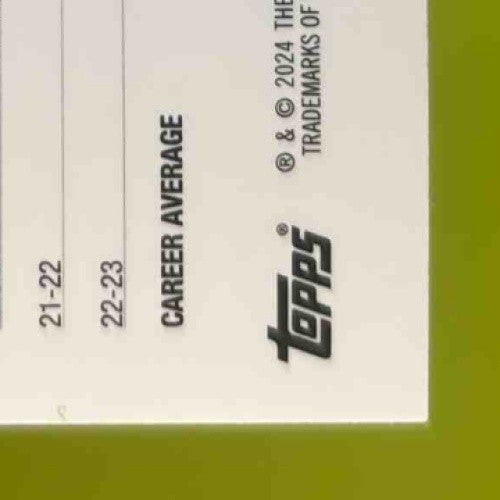 21-22
22-23
CAREER AVERAGE
topps®
® & © 2024 THE
TRADEMARKS OF